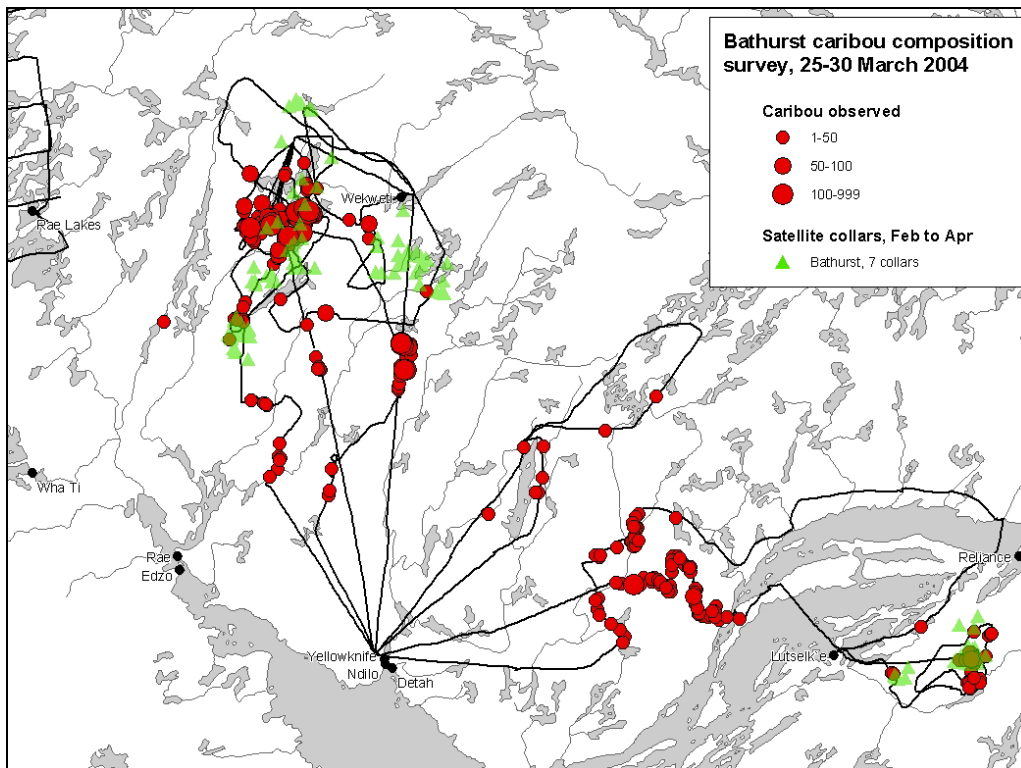 Bathurst caribou composition
survey, 25-30 March 2004
Caribou observed
1-50
50-100
100-999
Satellite collars, Feb to Apr
Bathurst, 7 collars
Wekweti
Rae Lakes
Wha Ti
Rae
Edzo
Reliance
Yellowknife
Ndilo
Detah
Lutselk'e